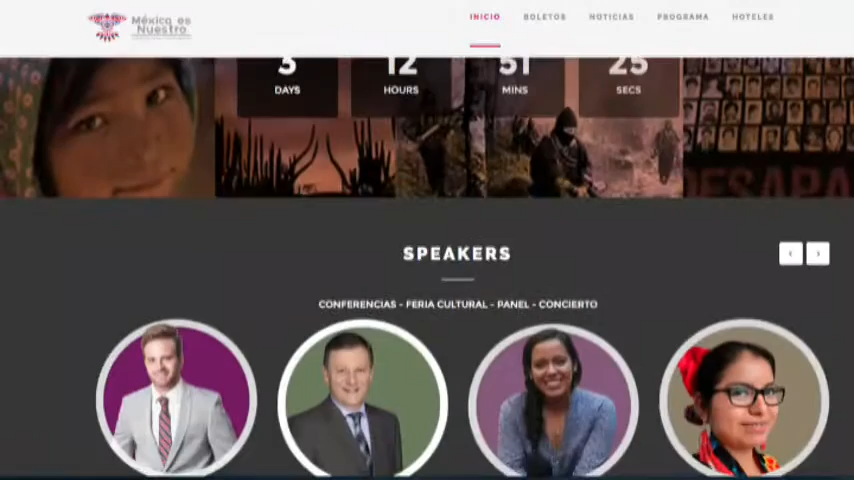 México es
Nuestro
INICIO BOLETOS NOTICIAS PROGRAMA HOTELES
3 12 51 25
DAYS HOURS MINS SECS
DESAPA
SPEAKERS
CONFERENCIAS - FERIA CULTURAL - PANEL - CONCIERTO